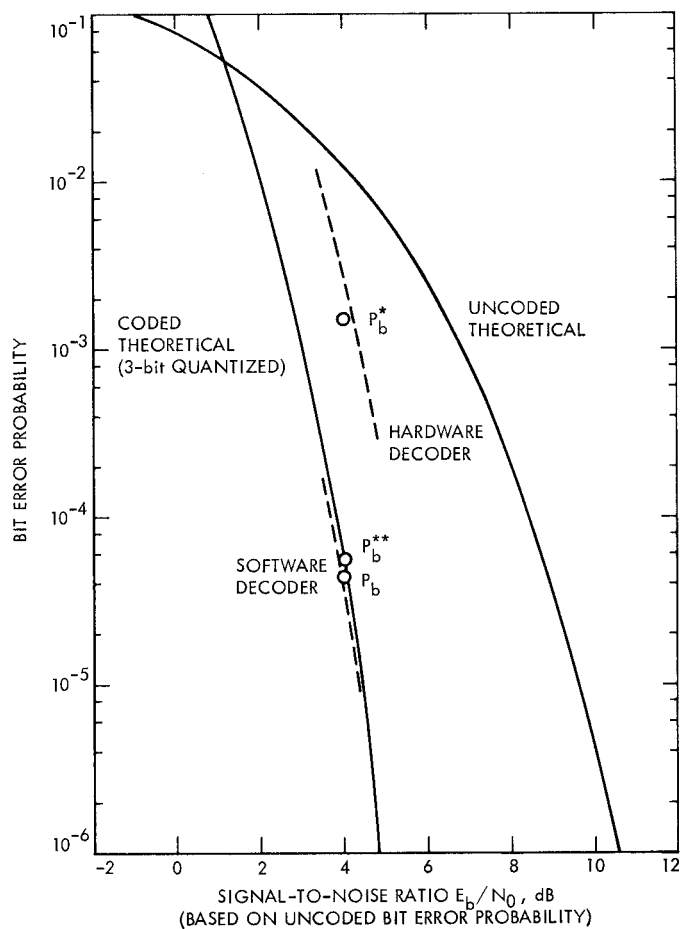 10^-1
10^-2
10^-3
10^-4
10^-5
10^-6
BIT ERROR PROBABILITY
CODED
THEORETICAL
(3-bit QUANTIZED)
P_b^*
UNCODED
THEORETICAL
HARDWARE
DECODER
SOFTWARE
DECODER
P_b^**
P_b
-2 0 2 4 6 8 10 12
SIGNAL-TO-NOISE RATIO E_b/N_0, dB
(BASED ON UNCODED BIT ERROR PROBABILITY)